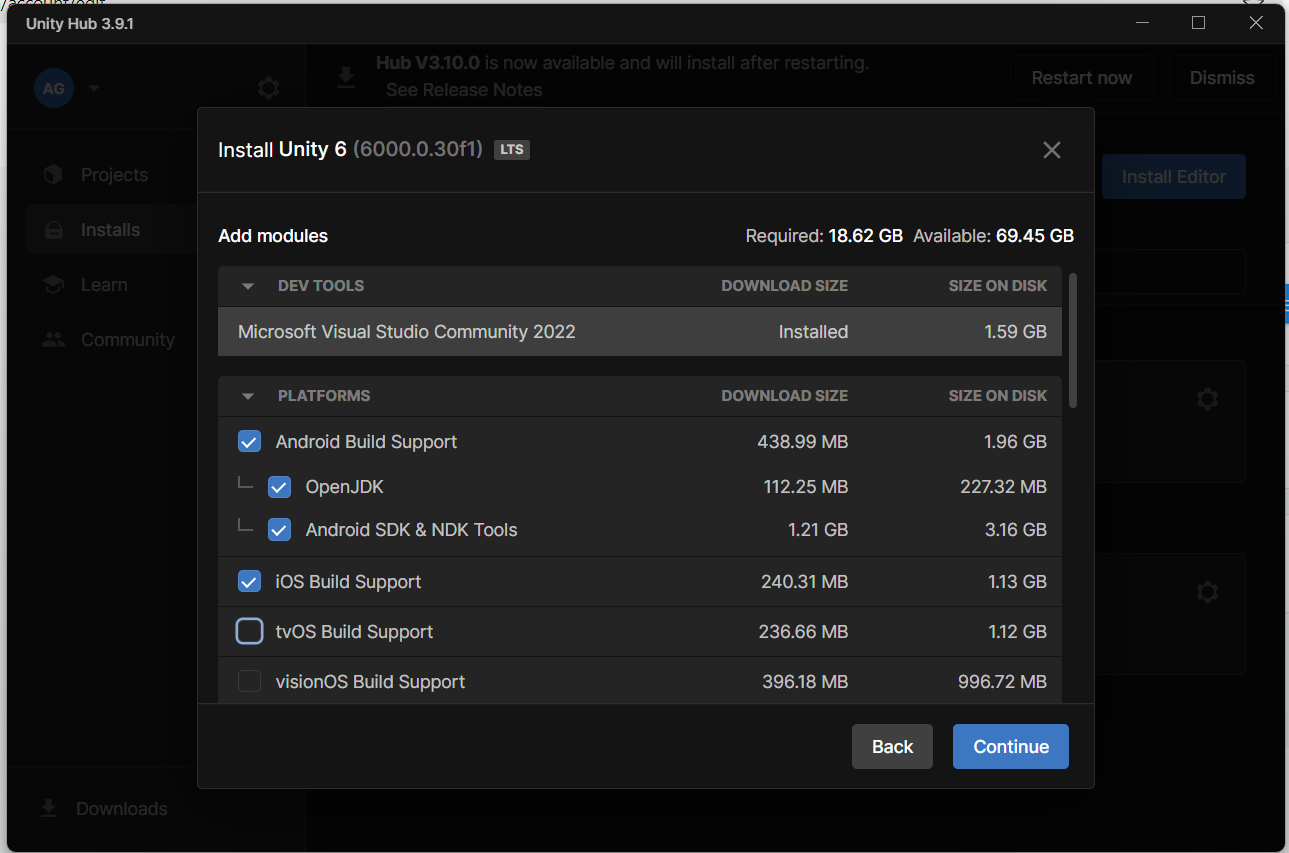 /account/edit
Unity Hub 3.9.1
AG
Hub V3.10.0 is now available and will install after restarting.
See Release Notes
Restart now
Dismiss
Projects
Installs
Learn
Community
Downloads
Install Editor
Install Unity 6 (6000.0.30f1) LTS
Add modules
Required: 18.62 GB Available: 69.45 GB
DEV TOOLS DOWNLOAD SIZE SIZE ON DISK
Microsoft Visual Studio Community 2022 Installed 1.59 GB
PLATFORMS DOWNLOAD SIZE SIZE ON DISK
Android Build Support 438.99 MB 1.96 GB
OpenJDK 112.25 MB 227.32 MB
Android SDK & NDK Tools 1.21 GB 3.16 GB
iOS Build Support 240.31 MB 1.13 GB
tvOS Build Support 236.66 MB 1.12 GB
visionOS Build Support 396.18 MB 996.72 MB
Back
Continue